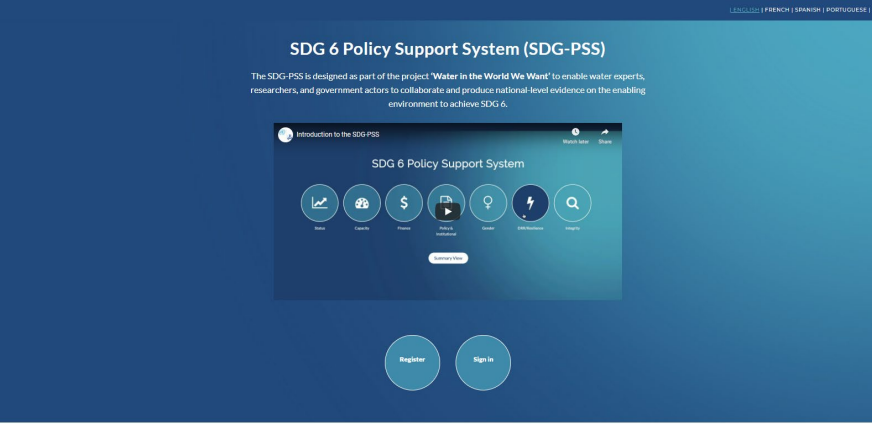 | ENGLISH | FRENCH | SPANISH | PORTUGUESE |
SDG 6 Policy Support System (SDG-PSS)
The SDG-PSS is designed as part of the project 'Water in the World We Want' to enable water experts,
researchers, and government actors to collaborate and produce national-level evidence on the enabling
environment to achieve SDG 6.
Introduction to the SDG-PSS
Watch later Share
SDG 6 Policy Support System
Status Capacity Finance Policy & Institutional Gender DRR/Resilience Integrity
Summary View
Register Sign in